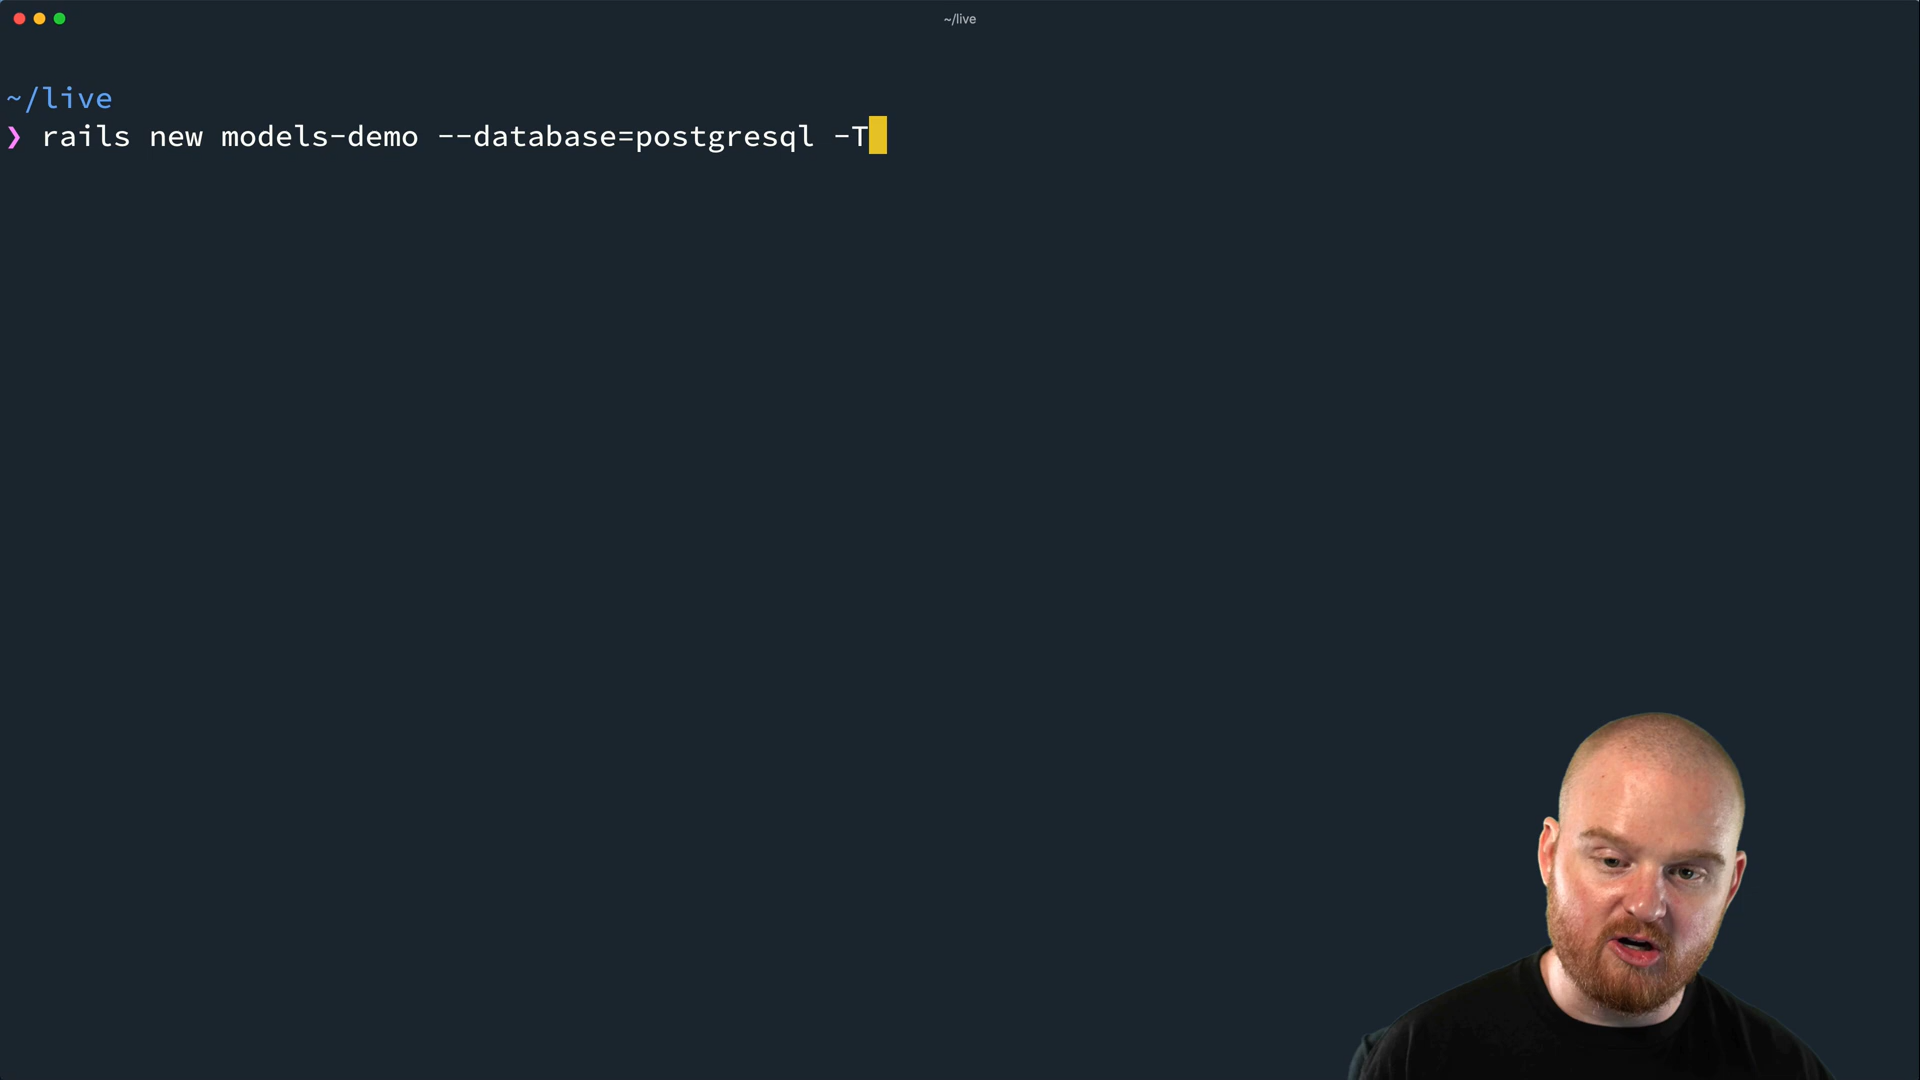 ~/live
~/live
❯ rails new models-demo --database=postgresql -T